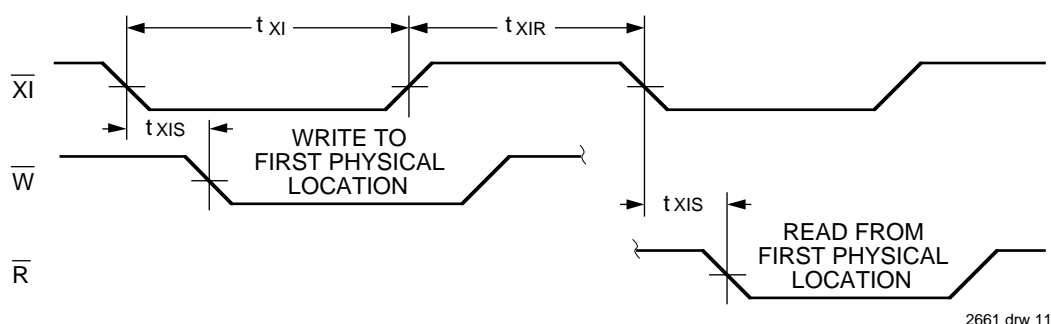 t XI
t XIR
XI
t XIS
WRITE TO
FIRST PHYSICAL
LOCATION
W
t XIS
READ FROM
FIRST PHYSICAL
LOCATION
R
2661 drw 11